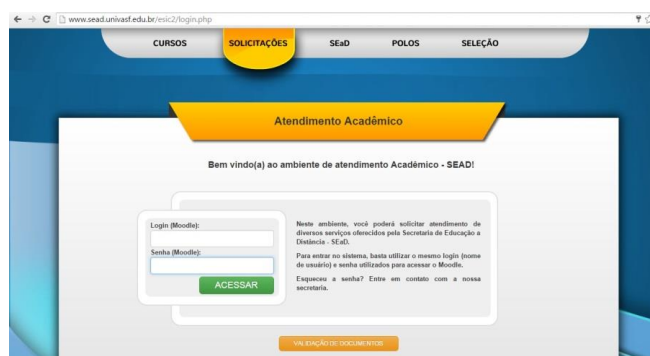 www.sead.univasf.edu.br/esic2/login.php
CURSOS SOLICITAÇÕES SEaD POLOS SELEÇÃO
Atendimento Acadêmico
Bem vindo(a) ao ambiente de atendimento Acadêmico - SEAD!
Login (Moodle):
Senha (Moodle):
ACESSAR
Neste ambiente, você poderá solicitar atendimento de
diversos serviços oferecidos pela Secretaria de Educação a
Distância - SEaD.
Para entrar no sistema, basta utilizar o mesmo login (nome
de usuário) e senha utilizados para acessar o Moodle.
Esqueceu a senha? Entre em contato com a nossa
secretaria.
VALIDAÇÃO DE DOCUMENTOS